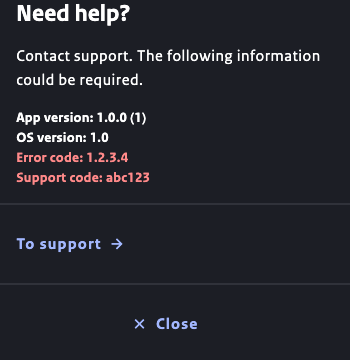 Need help?
Contact support. The following information
could be required.
App version: 1.0.0 (1)
OS version: 1.0
Error code: 1.2.3.4
Support code: abc123
To support →
✕ Close